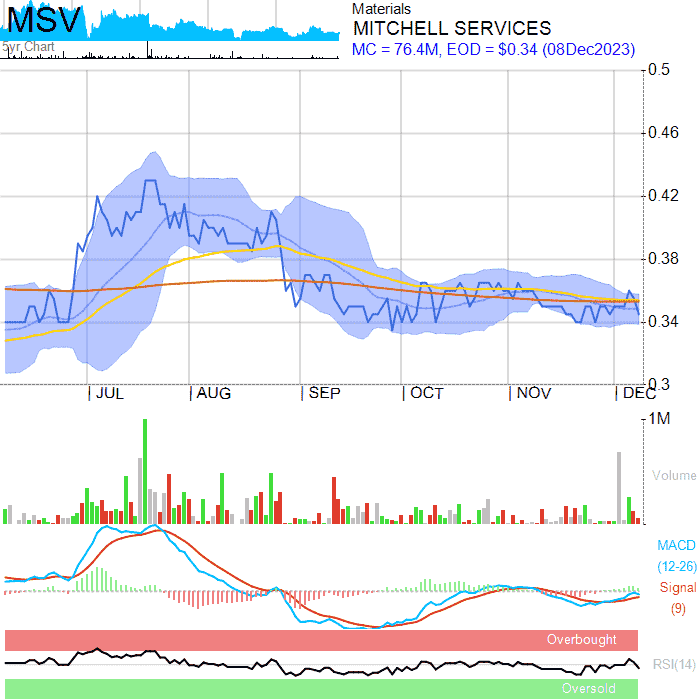 MSV
5yr Chart
Materials
MITCHELL SERVICES
MC = 76.4M, EOD = $0.34 (08Dec2023)
0.5
0.46
0.42
0.38
0.34
0.3
JUL AUG SEP OCT NOV DEC
1M
Volume
MACD
(12-26)
Signal
(9)
Overbought
RSI(14)
Oversold